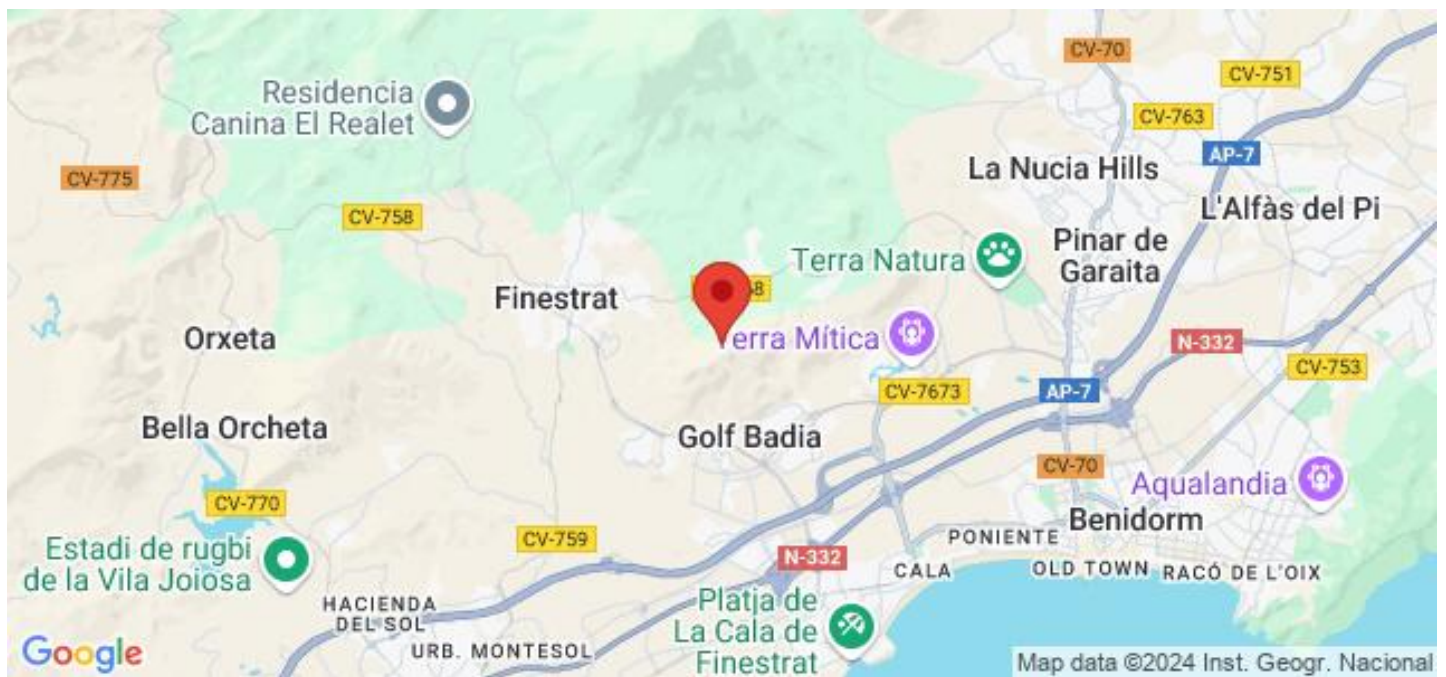 CV-70
CV-751
Residencia
Canina El Realet
CV-763
AP-7
La Nucia Hills
CV-775
L'Alfàs del Pi
CV-758
Pinar de
Garaita
Terra Natura
Finestrat
8
Orxeta
Terra Mítica
N-332
CV-753
CV-7673
AP-7
Bella Orcheta
Golf Badia
CV-70
Aqualandia
CV-770
Benidorm
CV-759
PONIENTE
Estadi de rugbi
de la Vila Joiosa
N-332
CALA
OLD TOWN
RACÓ DE L'OIX
HACIENDA
DEL SOL
Platja de
La Cala de
Finestrat
URB. MONTESOL
Google
Map data ©2024 Inst. Geogr. Nacional